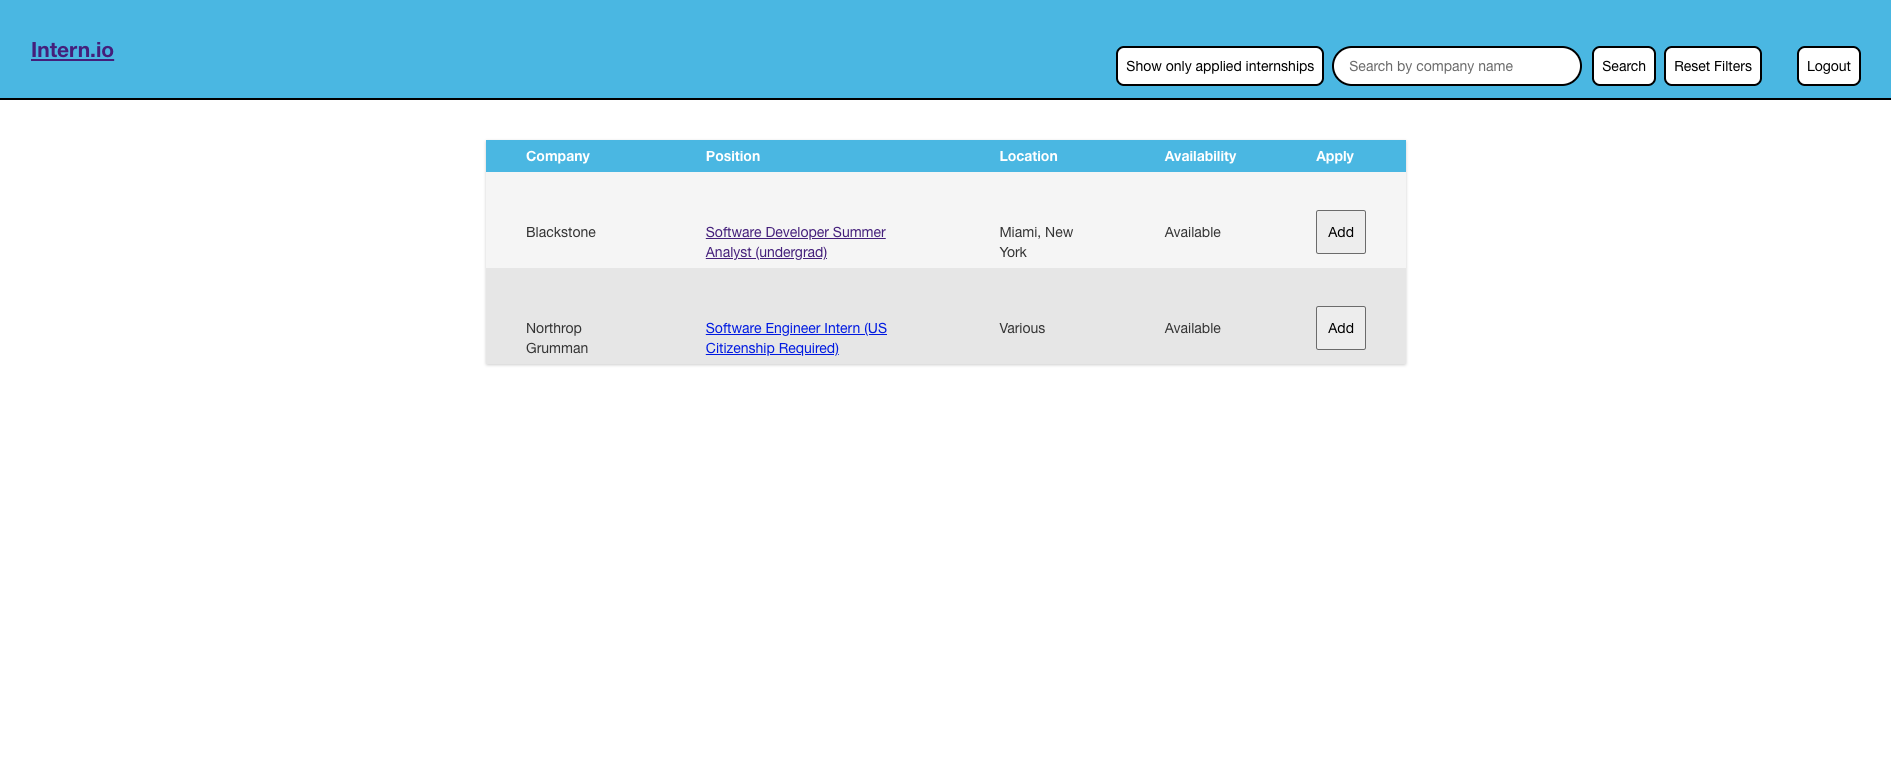 Intern.io
Show only applied internships
Search by company name
Search
Reset Filters
Logout
Company Position Location Availability Apply
Blackstone Software Developer Summer Miami, New Available Add
Analyst (undergrad) York
Northrop Software Engineer Intern (US Various Available Add
Grumman Citizenship Required)